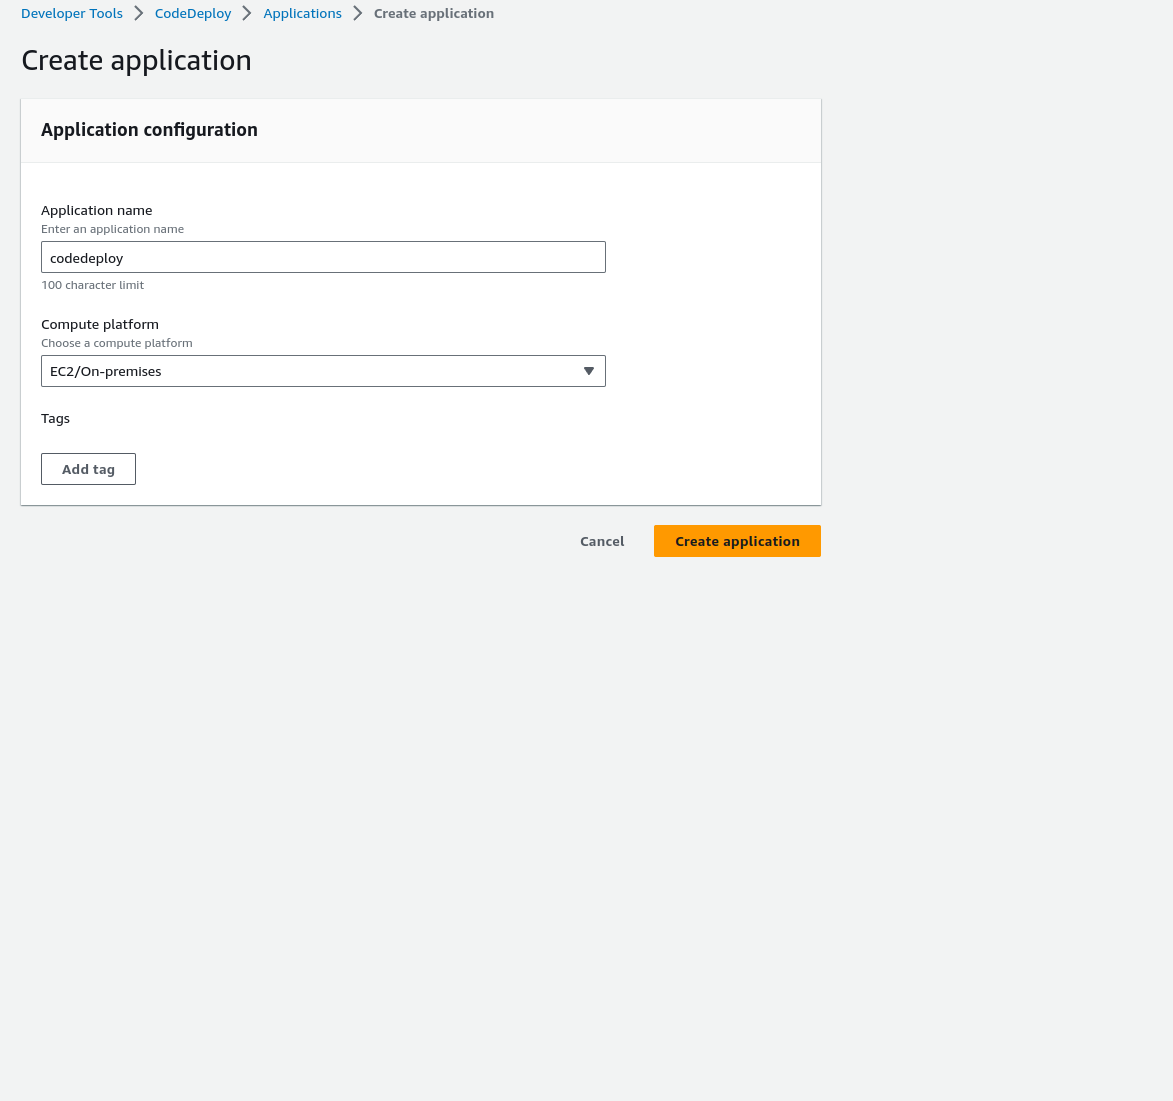 Developer Tools > CodeDeploy > Applications > Create application
Create application
Application configuration
Application name
Enter an application name
codedeploy
100 character limit
Compute platform
Choose a compute platform
EC2/On-premises
Tags
Add tag
Cancel Create application